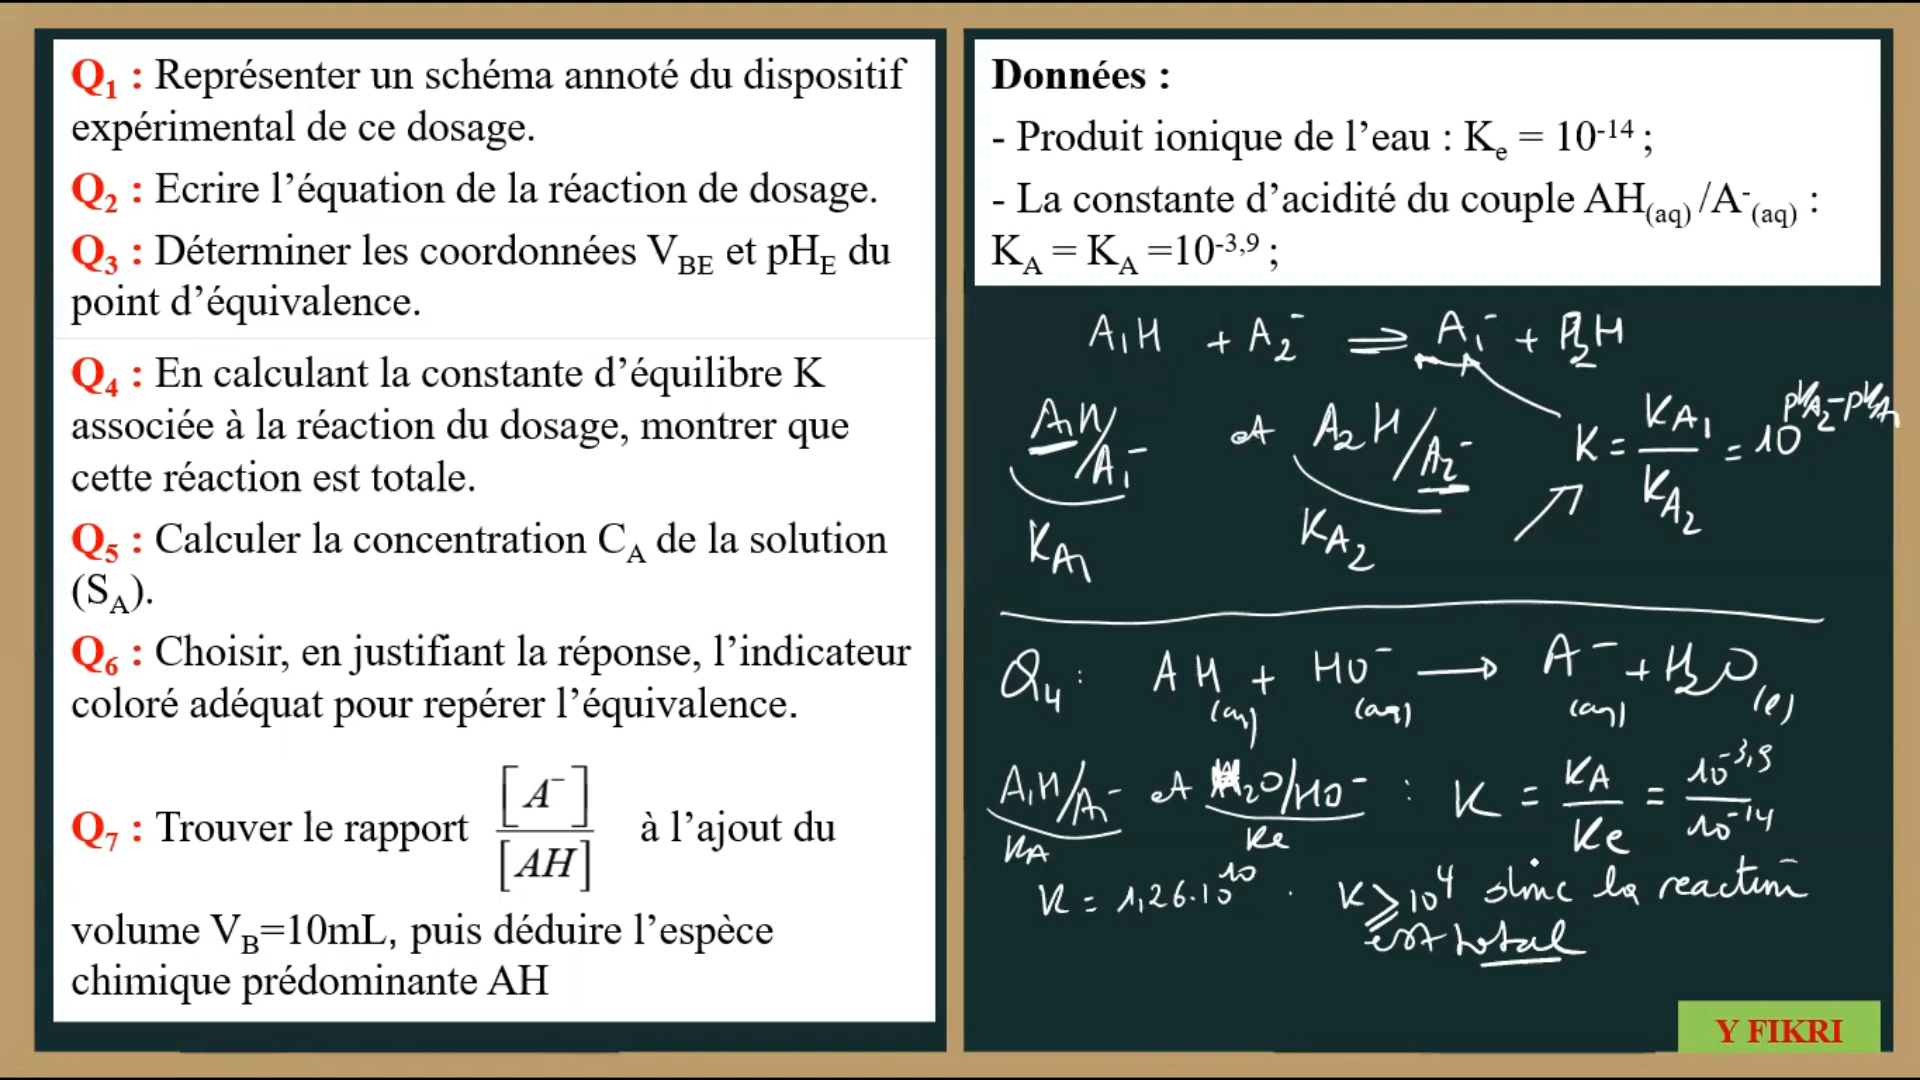 Q1 : Représenter un schéma annoté du dispositif
expérimental de ce dosage.
Q2 : Ecrire l’équation de la réaction de dosage.
Q3 : Déterminer les coordonnées VBE et pHE du
point d’équivalence.
Q4 : En calculant la constante d’équilibre K
associée à la réaction du dosage, montrer que
cette réaction est totale.
Q5 : Calculer la concentration CA de la solution
(SA).
Q6 : Choisir, en justifiant la réponse, l’indicateur
coloré adéquat pour repérer l’équivalence.
Q7 : Trouver le rapport [A⁻]/[AH] à l’ajout du
volume VB=10mL, puis déduire l’espèce
chimique prédominante AH
Données :
- Produit ionique de l’eau : Ke = 10⁻¹⁴ ;
- La constante d’acidité du couple AH(aq) /A⁻(aq) :
KA = KA =10⁻³,⁹ ;
A1H + A2⁻ ⇌ A1⁻ + A2H
A1H/A1⁻ et A2H/A2⁻ K = KA1/KA2 = 10^pKA2-pKA1
KA1 KA2
Q4 : AH(aq) + HO⁻(aq) → A⁻(aq) + H2O(l)
A1H/A⁻ et H2O/HO⁻ : K = KA/Ke = 10⁻³,⁹/10⁻¹⁴
KA Ke
K = 1,26.10¹⁰ . K ⩾ 10⁴ donc la reaction
est total
Y FIKRI